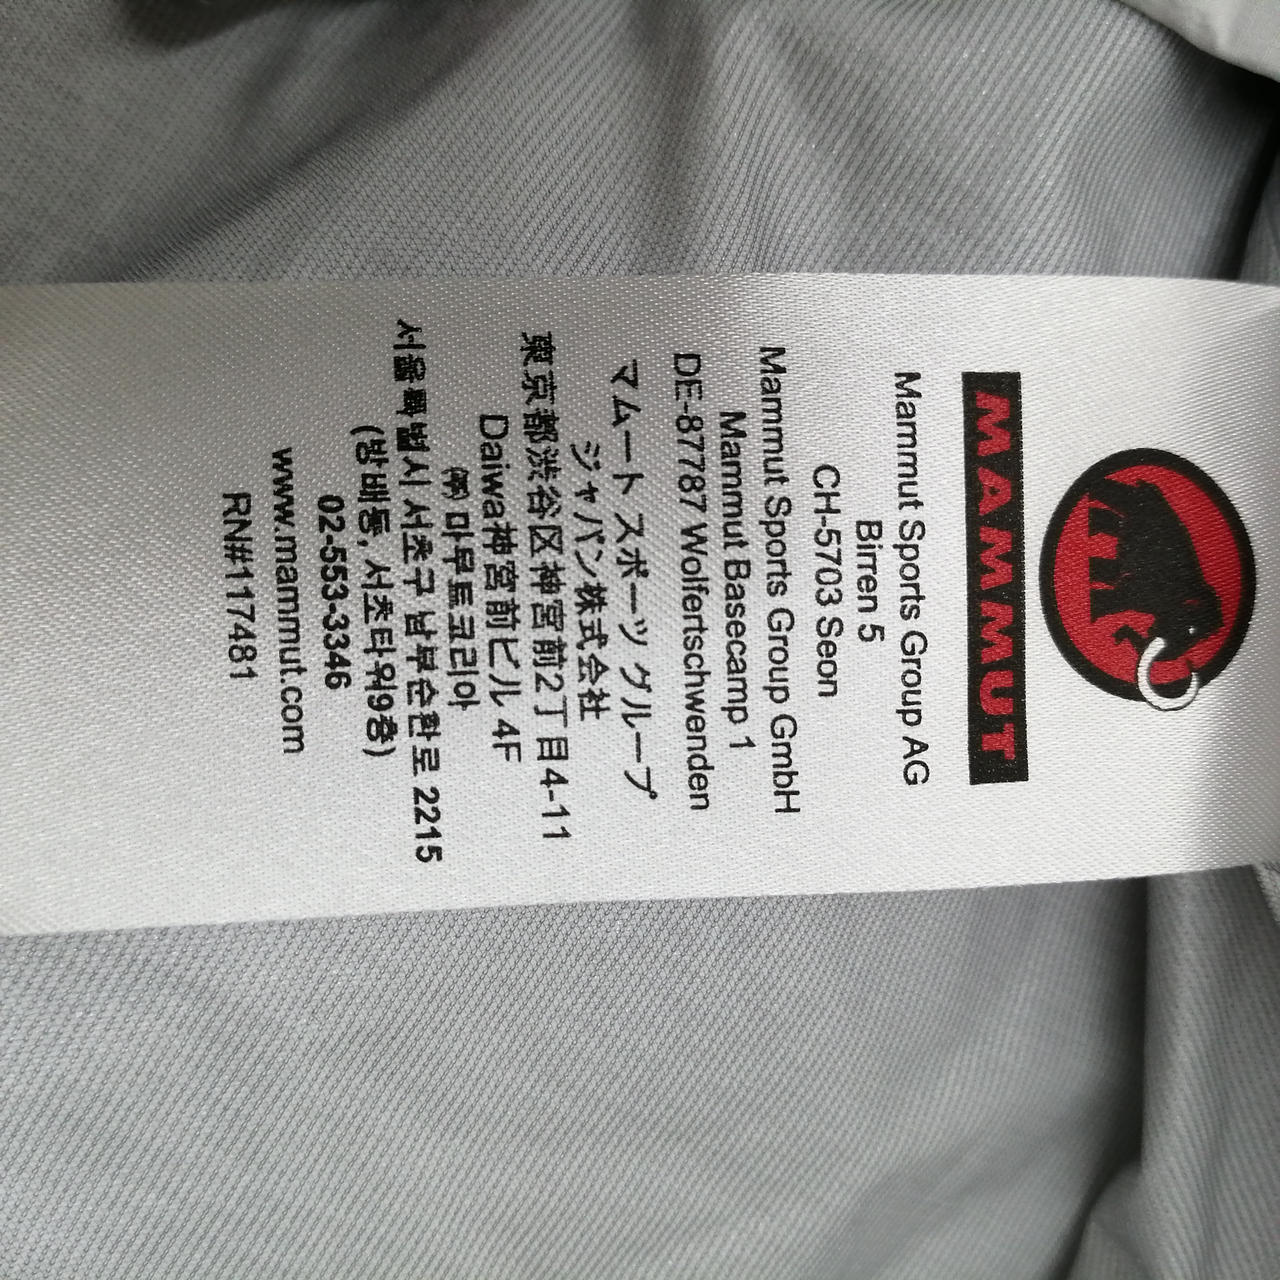 MAMMUT
Mammut Sports Group AG
Birren 5
CH-5703 Seon
Mammut Sports Group GmbH
Mammut Basecamp 1
DE-87787 Wolfertschwenden
マムート スポーツ グループ
ジャパン株式会社
東京都渋谷区神宮前2丁目4-11
Daiwa神宮前ビル 4F
㈜ 마무트코리아
서울특별시 서초구 남부순환로 2215
(방배동, 서초타워9층)
02-553-3346
www.mammut.com
RN#117481